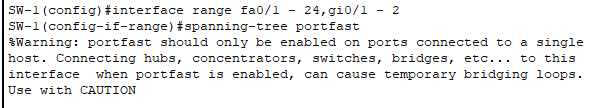 SW-1(config)#interface range fa0/1 - 24,gi0/1 - 2
SW-1(config-if-range)#spanning-tree portfast
%Warning: portfast should only be enabled on ports connected to a single
host. Connecting hubs, concentrators, switches, bridges, etc... to this
interface  when portfast is enabled, can cause temporary bridging loops.
Use with CAUTION